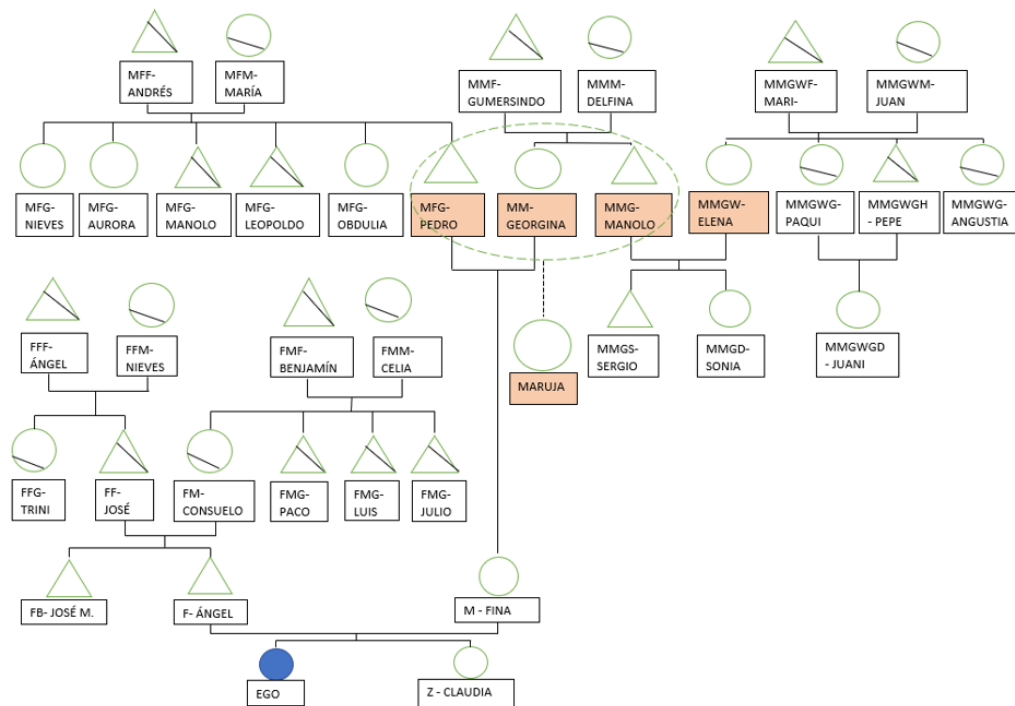 MFF-
ANDRÉS
MFM-
MARÍA
MMF-
GUMERSINDO
MMM-
DELFINA
MMGWF-
MARI-
MMGWM-
JUAN
MFG-
NIEVES
MFG-
AURORA
MFG-
MANOLO
MFG-
LEOPOLDO
MFG-
OBDULIA
MFG-
PEDRO
MM-
GEORGINA
MMG-
MANOLO
MMGW-
ELENA
MMGWG-
PAQUI
MMGWGH
- PEPE
MMGWG-
ANGUSTIA
FFF-
ÁNGEL
FFM-
NIEVES
FMF-
BENJAMÍN
FMM-
CELIA
MARUJA
MMGS-
SERGIO
MMGD-
SONIA
MMGWGD
- JUANI
FFG-
TRINI
FF-
JOSÉ
FM-
CONSUELO
FMG-
PACO
FMG-
LUIS
FMG-
JULIO
FB- JOSÉ M.
F- ÁNGEL
M - FINA
EGO
Z - CLAUDIA